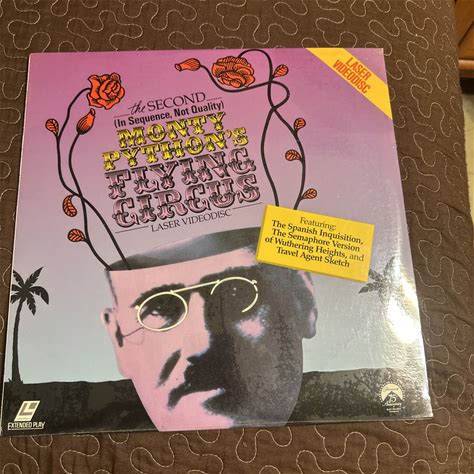 LASER
VIDEODISC
the SECOND
(In Sequence, Not Quality)
MONTY
PYTHON'S
FLYING
CIRCUS
LASER VIDEODISC
Featuring:
The Spanish Inquisition,
The Semaphore Version
of Wuthering Heights, and
Travel Agent Sketch
EXTENDED PLAY